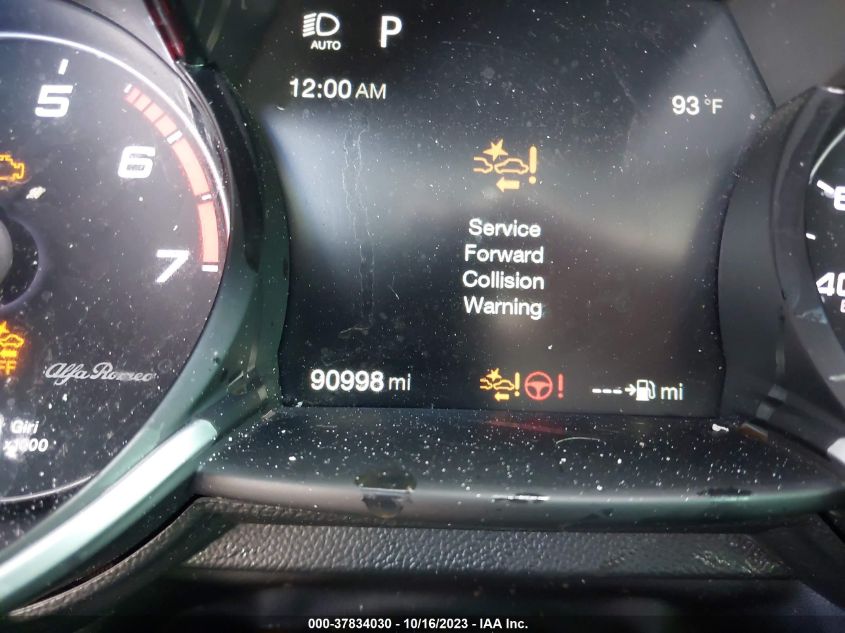 AUTO
P
12:00 AM
93 °F
5
6
7
Service
Forward
Collision
Warning
Alfa Romeo
Giri
x1000
90998 mi
! !
--- mi
40
000-37834030 - 10/16/2023 - IAA Inc.